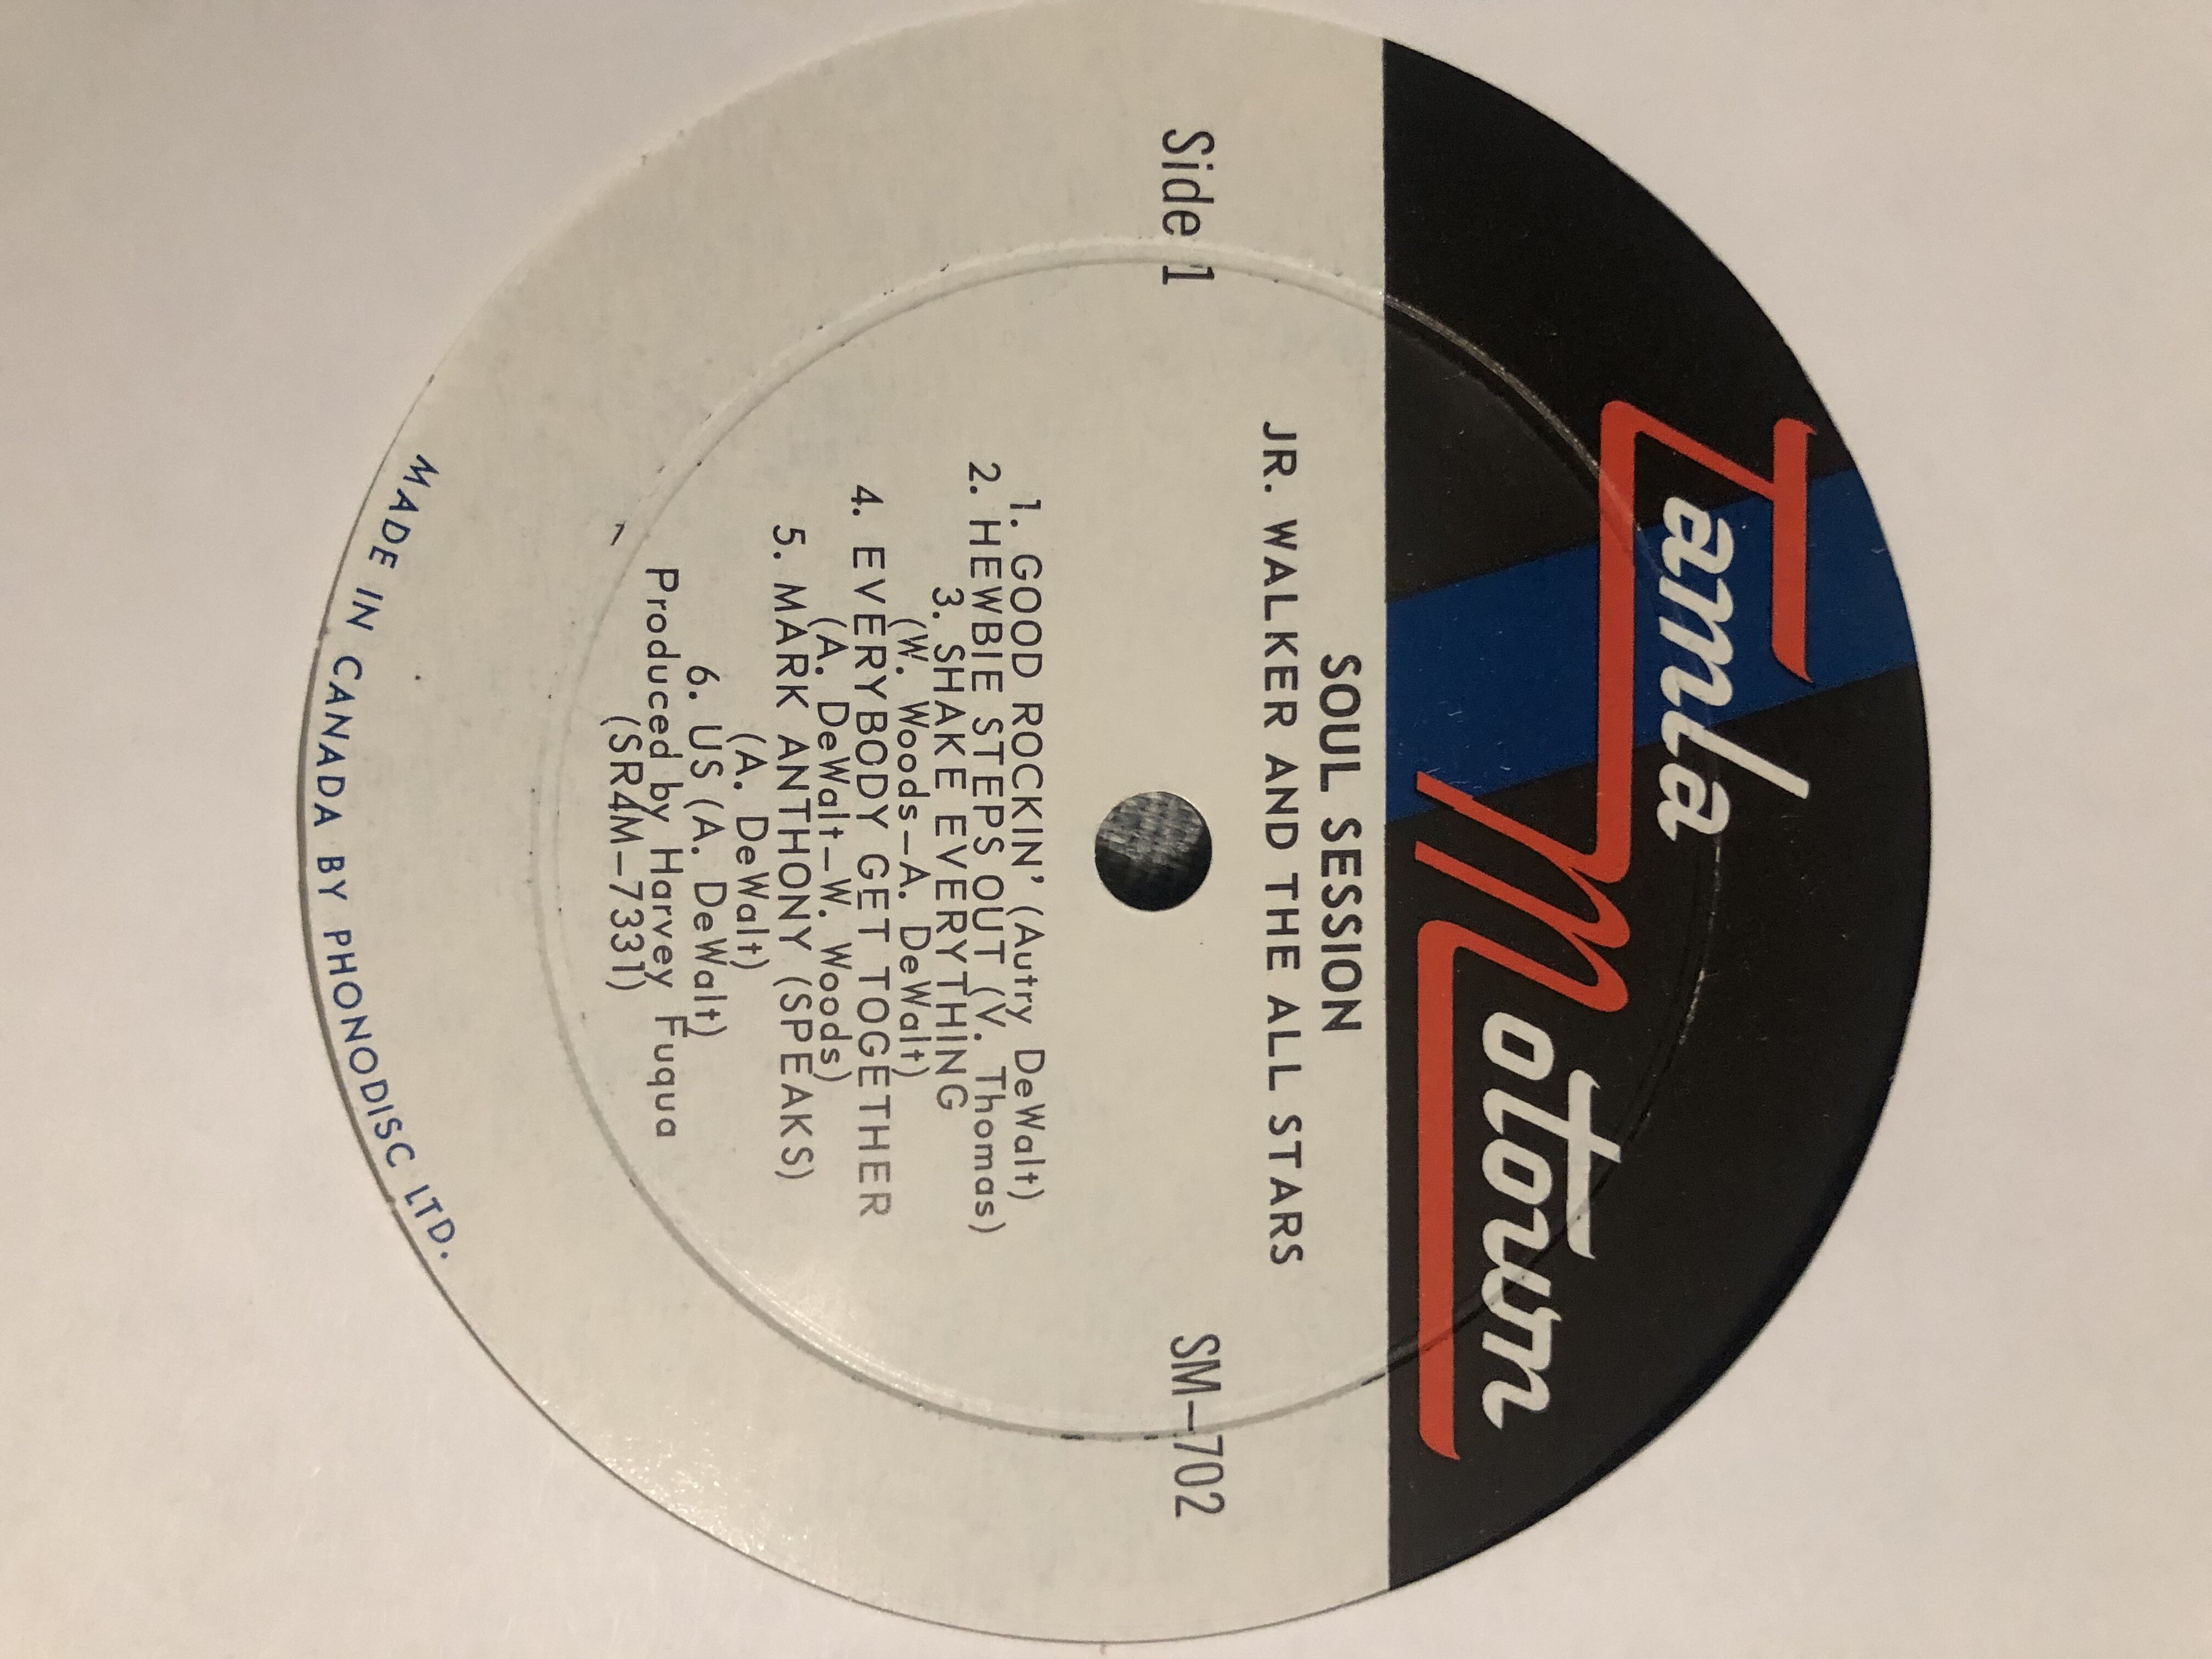 Tamla
Motown
SOUL SESSION
JR. WALKER AND THE ALL STARS
Side 1
SM-702
1. GOOD ROCKIN' (Autry DeWalt)
2. HEWBIE STEPS OUT (V. Thomas)
3. SHAKE EVERYTHING
(W. Woods-A. DeWalt)
4. EVERYBODY GET TOGETHER
(A. DeWalt-W. Woods)
5. MARK ANTHONY (SPEAKS)
(A. DeWalt)
6. US (A. DeWalt)
Produced by Harvey Fuqua
(SR4M-7331)
MADE IN CANADA BY PHONODISC LTD.